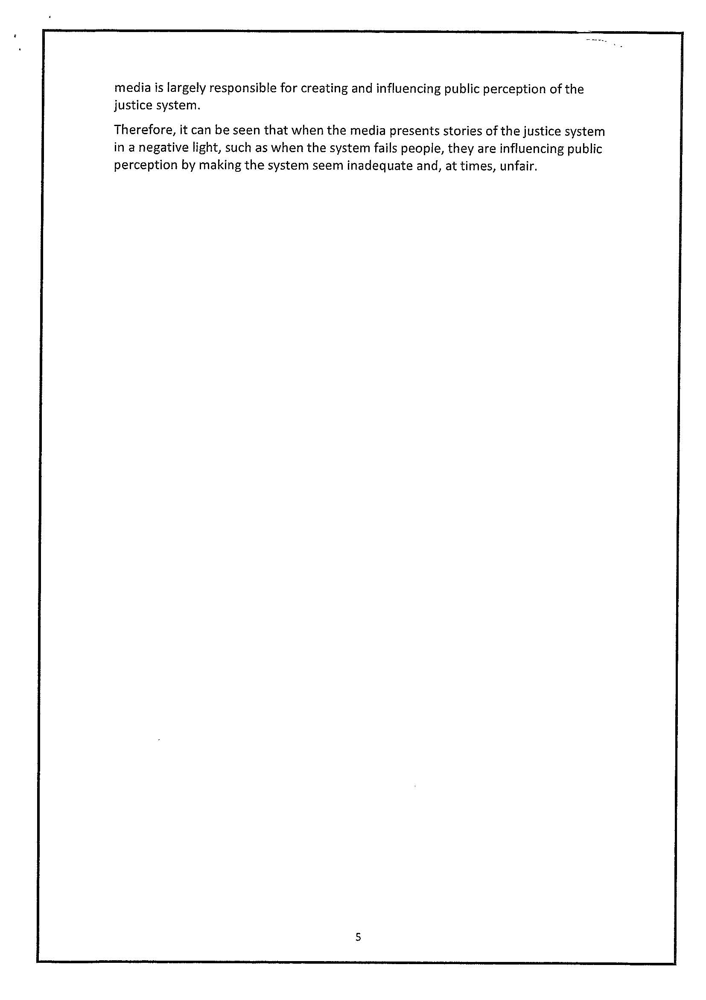 media is largely responsible for creating and influencing public perception of the
justice system.
Therefore, it can be seen that when the media presents stories of the justice system
in a negative light, such as when the system fails people, they are influencing public
perception by making the system seem inadequate and, at times, unfair.
5